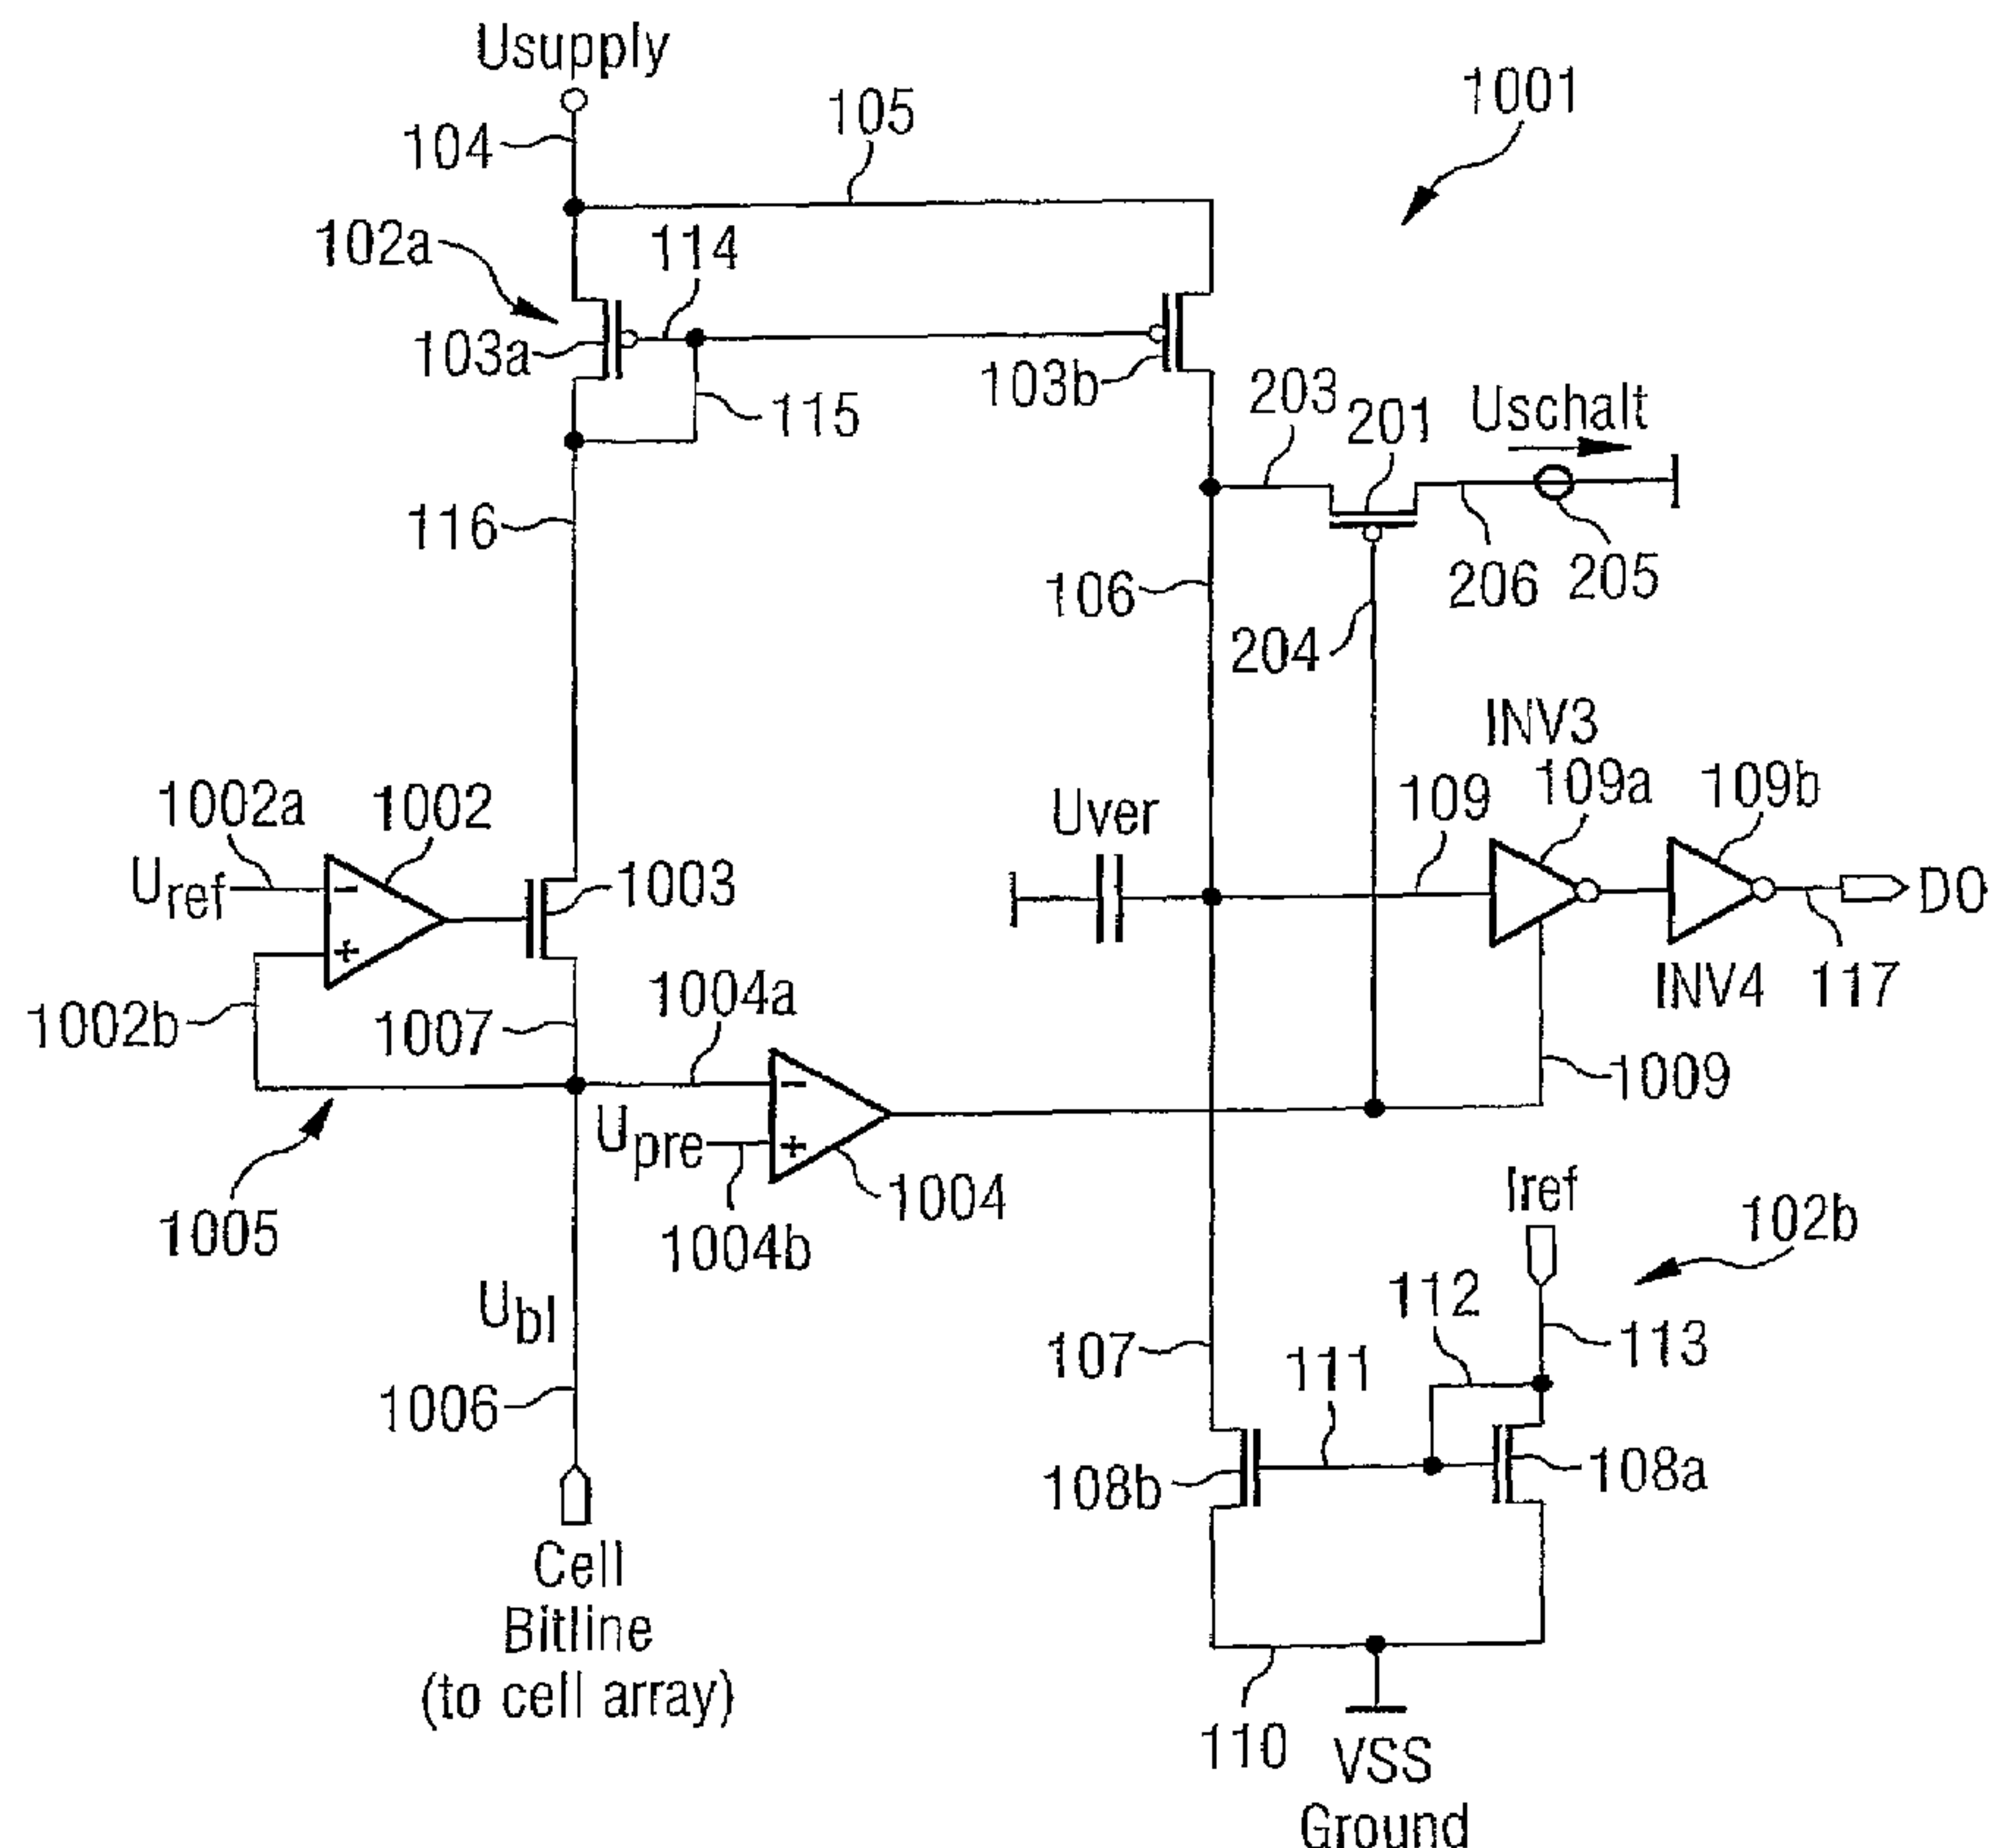 Usupply
104
105
1001
102a
114
103a
103b
115
203
201
Uschalt
116
106
204
206
205
INV3
109a
109b
1002a
1002
Uver
109
Uref
1003
DO
1002b
1007
1004a
INV4
117
1009
Upre
1004
1005
1004b
Iref
102b
Ubl
112
107
111
113
1006
108b
108a
Cell
Bitline
(to cell array)
110
VSS
Ground